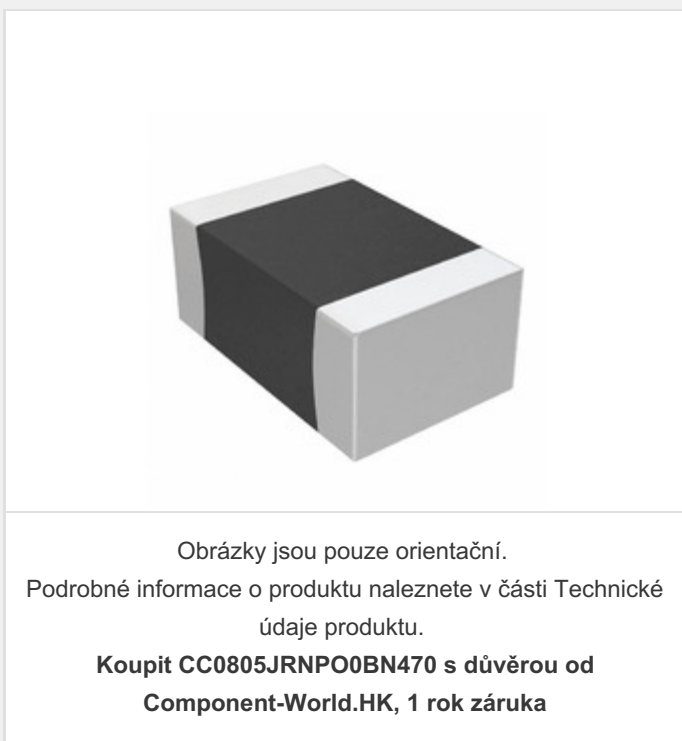 Obrázky jsou pouze orientační.
Podrobné informace o produktu naleznete v části Technické
údaje produktu.
Koupit CC0805JRNPO0BN470 s důvěrou od
Component-World.HK, 1 rok záruka